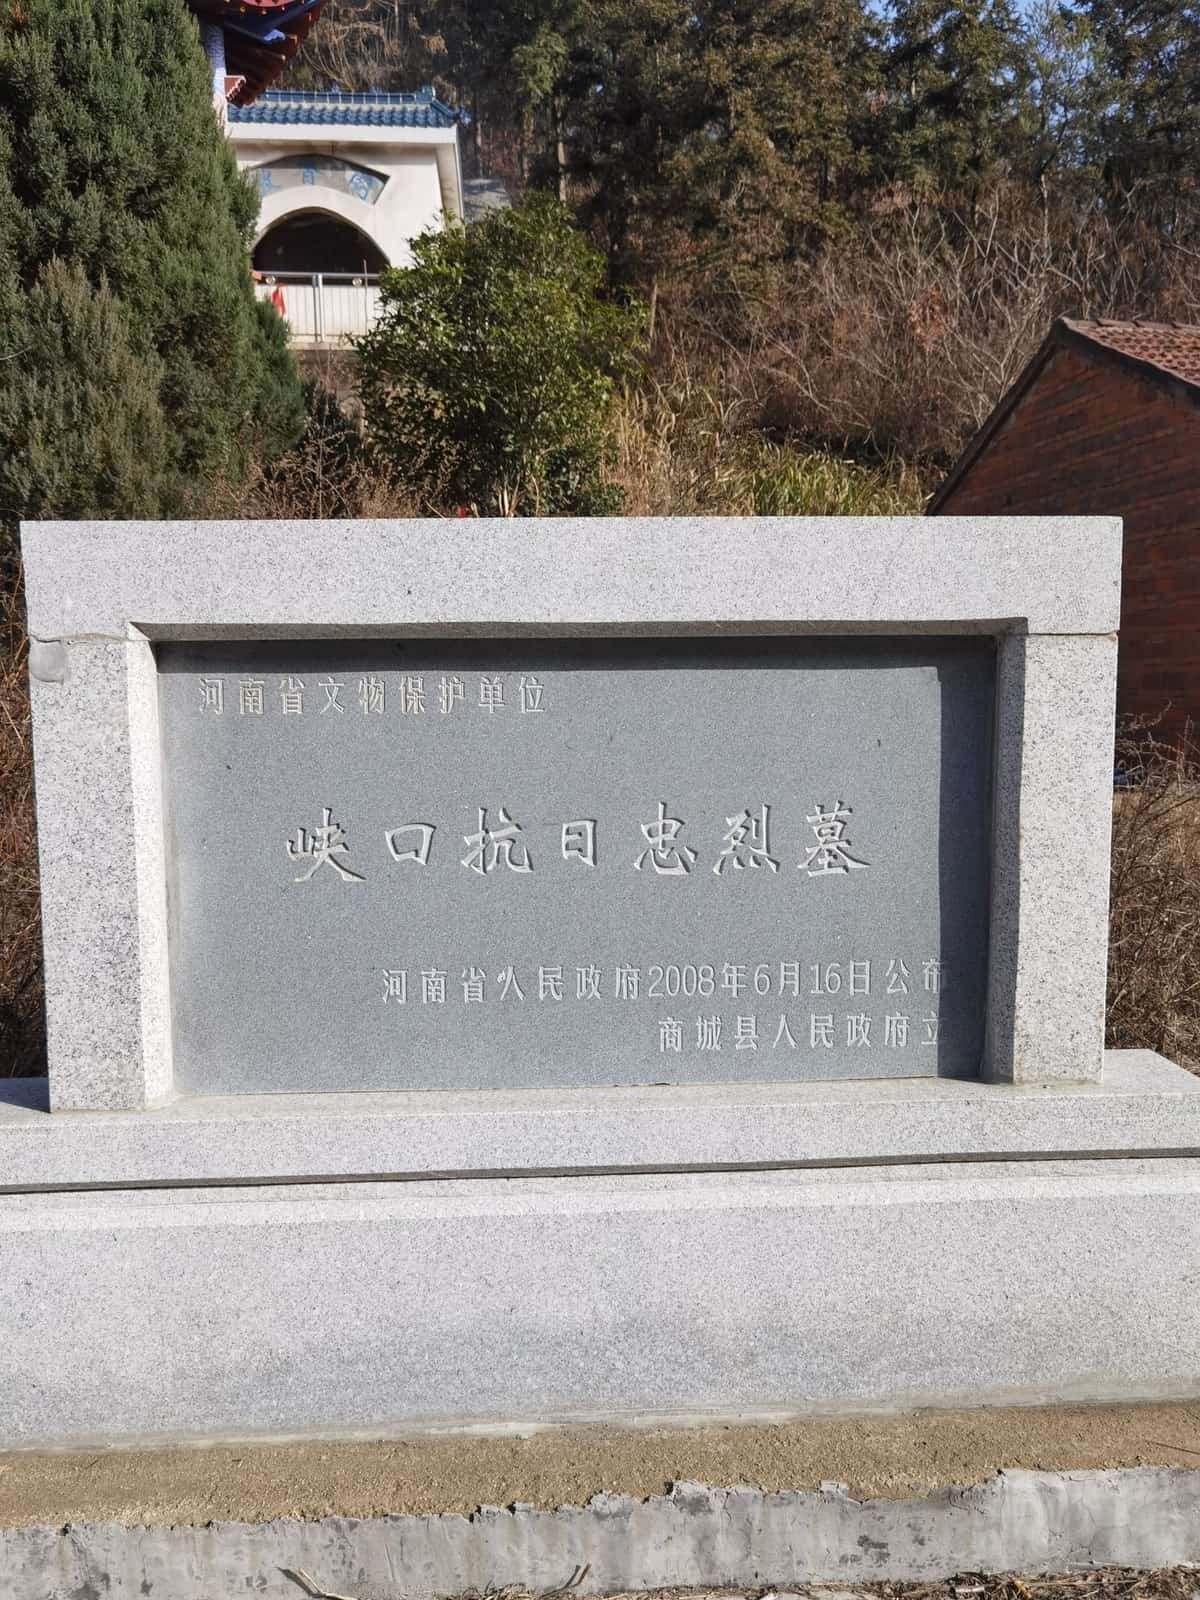 河南省文物保护单位
峡口抗日忠烈墓
河南省人民政府2008年6月16日公布
商城县人民政府立